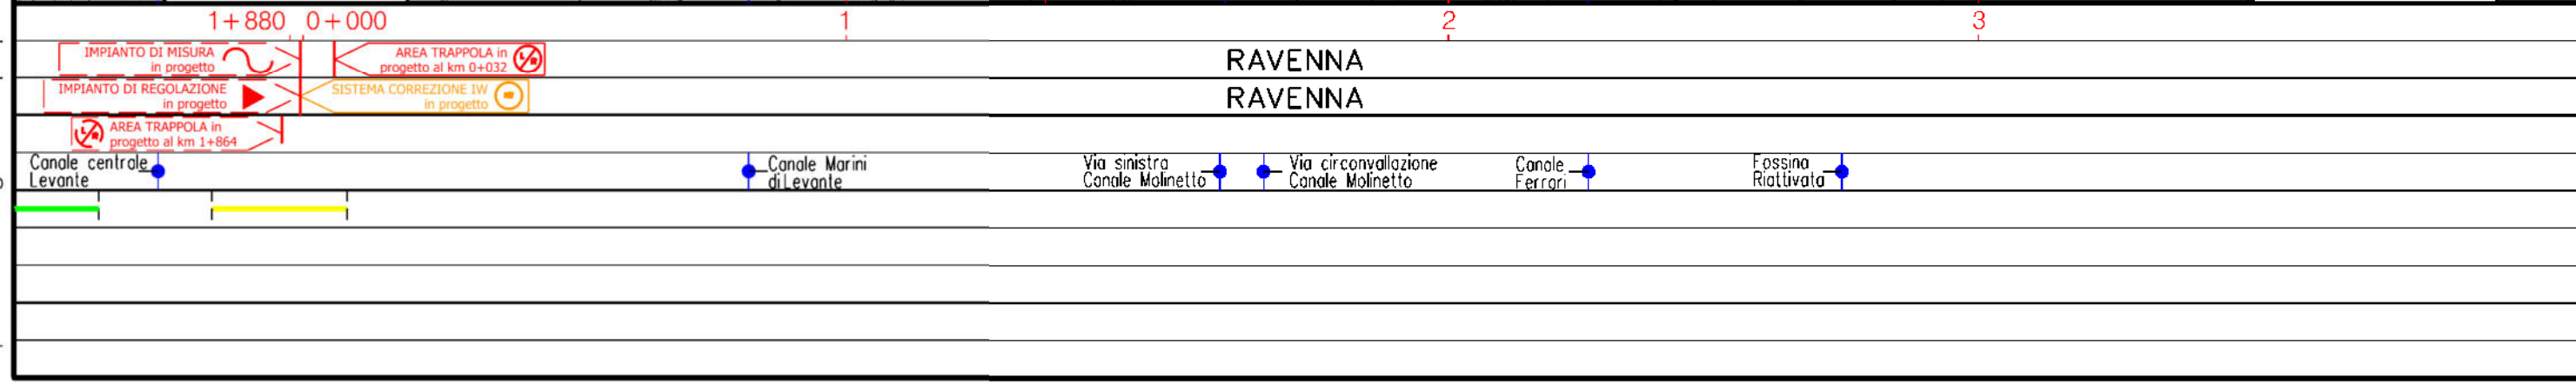 1+880 0+000 1 2 3
IMPIANTO DI MISURA
in progetto
AREA TRAPPOLA in
progetto al km 0+032
RAVENNA
IMPIANTO DI REGOLAZIONE
in progetto
SISTEMA CORREZIONE IW
in progetto
RAVENNA
AREA TRAPPOLA in
progetto al km 1+864
Canale centrale
Levante
Canale Marini
di Levante
Via sinistra
Canale Molinetto
Via circonvallazione
Canale Molinetto
Canale
Ferrari
Fossina
Riattivata